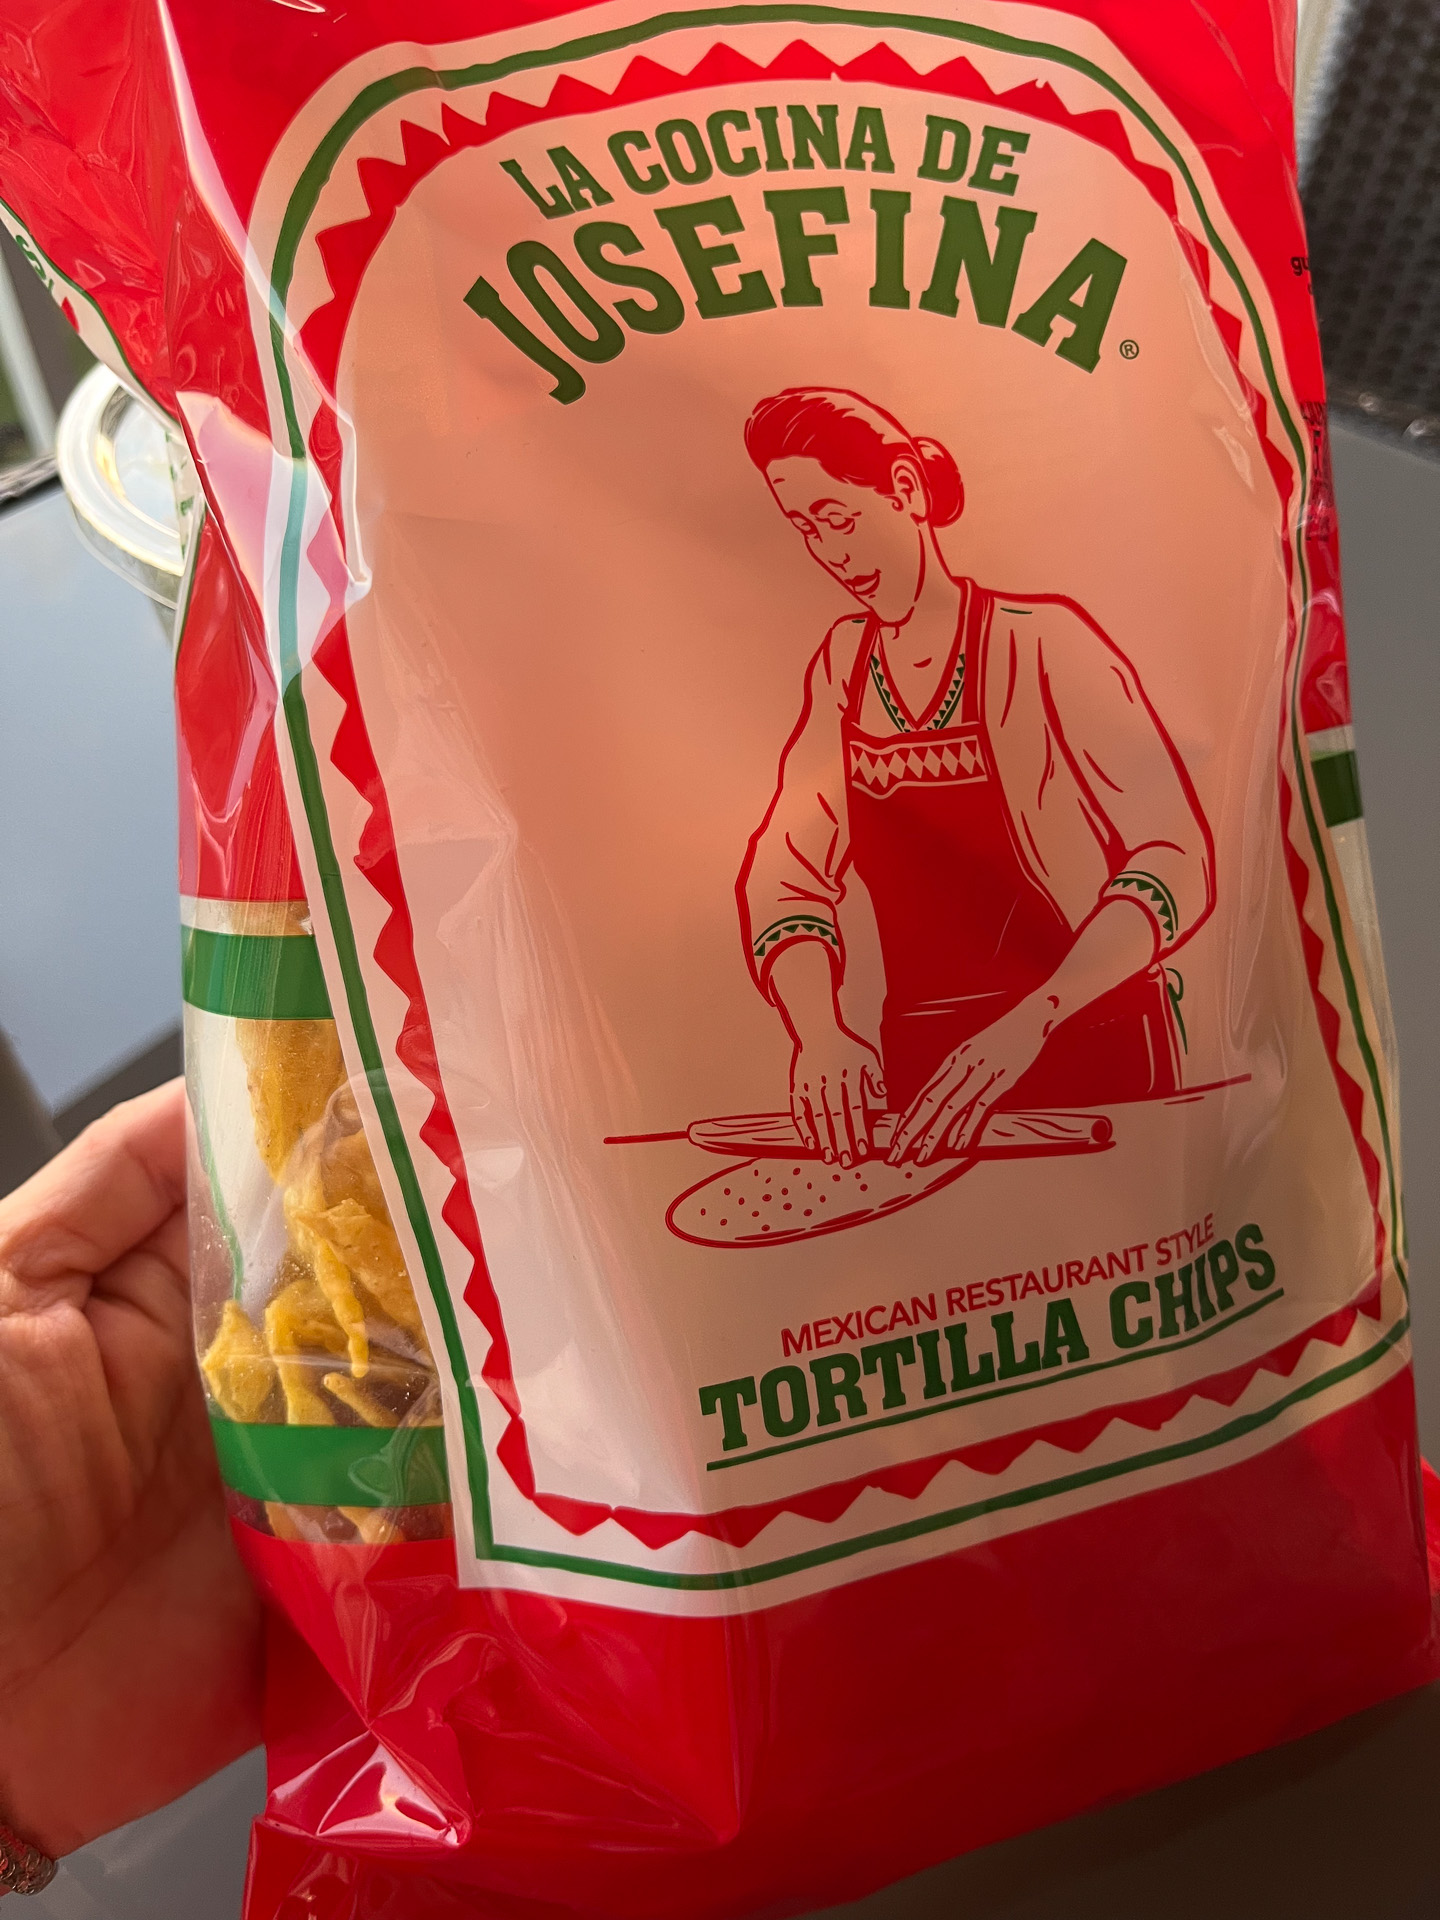 LA COCINA DE
JOSEFINA®
MEXICAN RESTAURANT STYLE
TORTILLA CHIPS